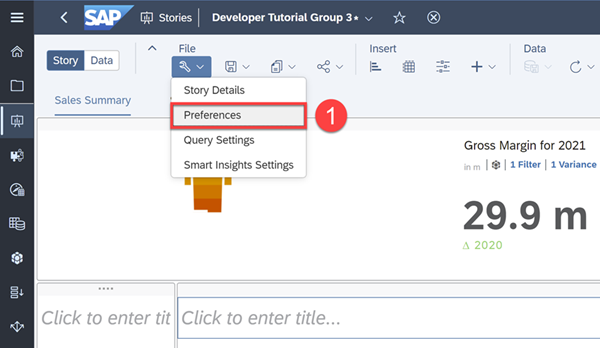 SAP Stories Developer Tutorial Group 3*
File Insert Data
Story Data
Story Details
Preferences 1
Query Settings
Smart Insights Settings
Sales Summary
Gross Margin for 2021
in m 1 Filter 1 Variance
29.9 m
Δ 2020
Click to enter tit Click to enter title...